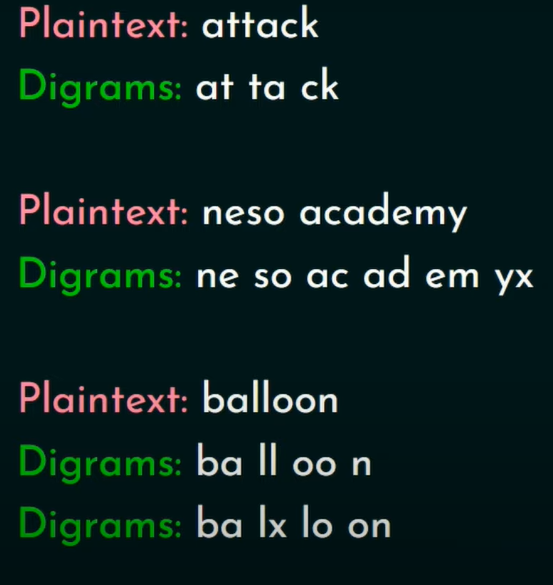 Plaintext: attack
Digrams: at ta ck
Plaintext: neso academy
Digrams: ne so ac ad em yx
Plaintext: balloon
Digrams: ba ll oo n
Digrams: ba lx lo on